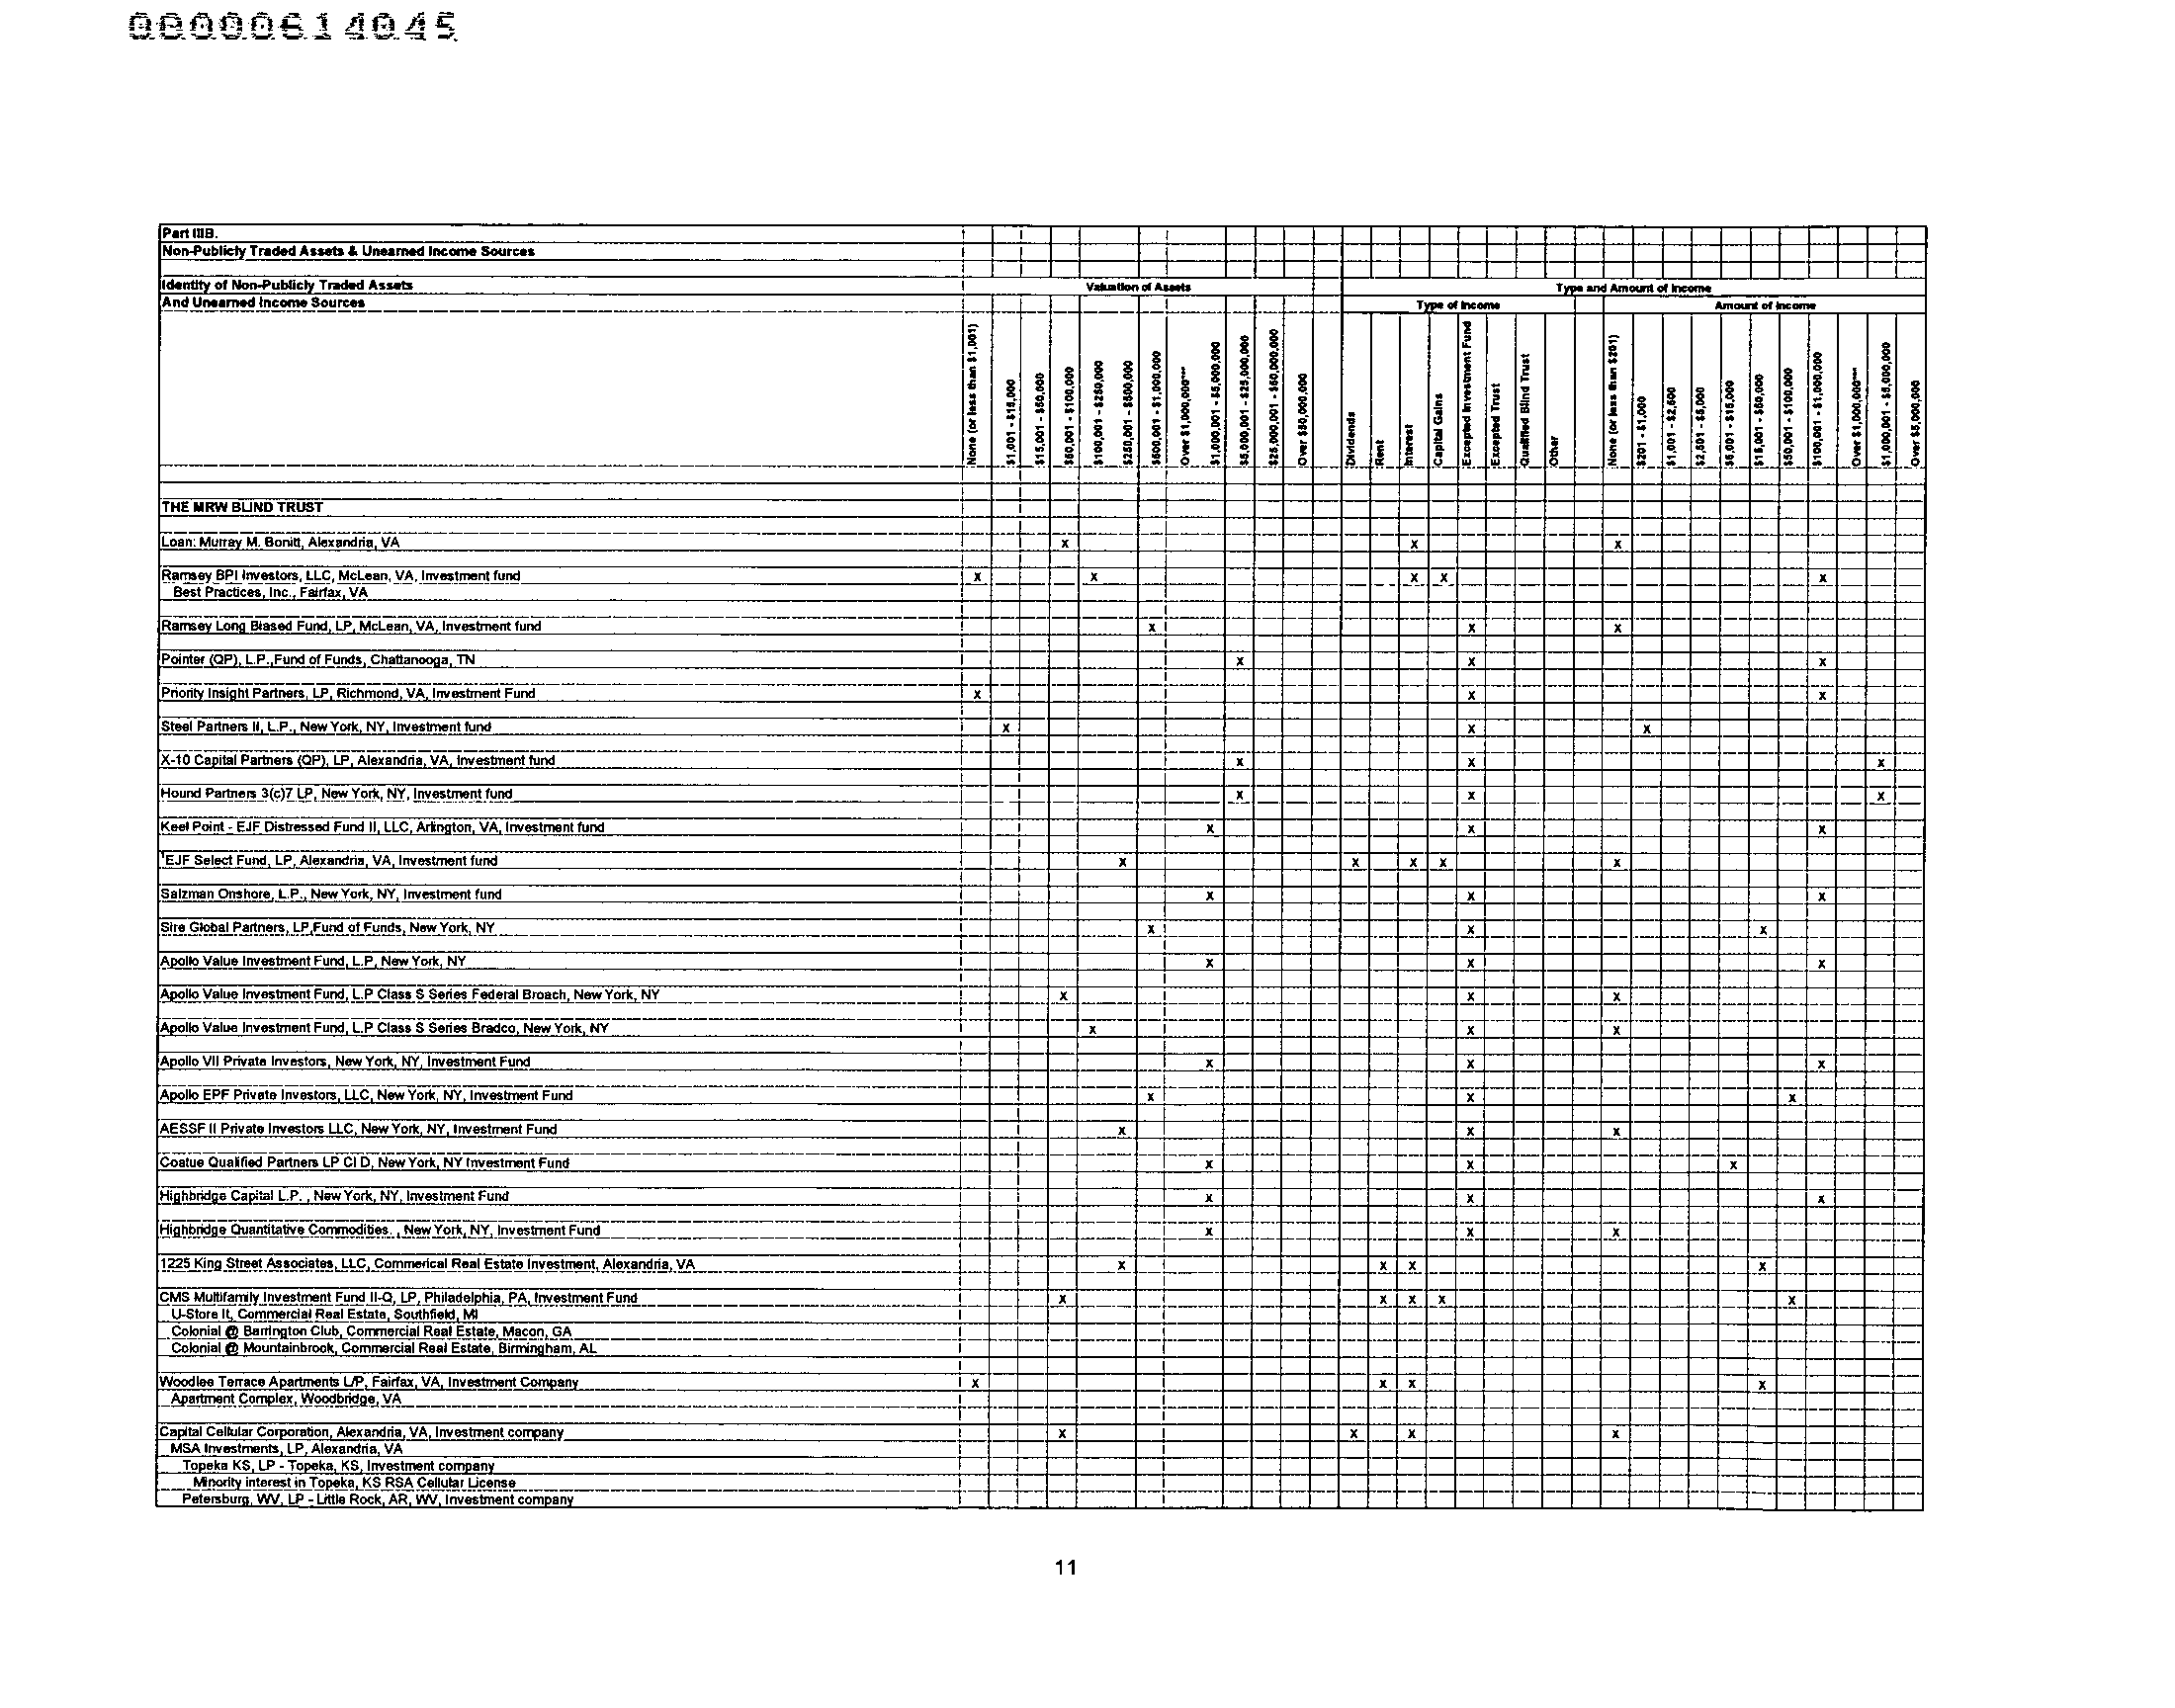 00000614045
Part IIIB.
Non-Publicly Traded Assets & Unearned Income Sources
Identity of Non-Publicly Traded Assets Valuation of Assets Type and Amount of Income
And Unearned Income Sources Type of Income Amount of Income
None (or less than $1,001)
$1,001 - $15,000
$15,001 - $50,000
$50,001 - $100,000
$100,001 - $250,000
$250,001 - $500,000
$500,001 - $1,000,000
Over $1,000,000***
$1,000,001 - $5,000,000
$5,000,001 - $25,000,000
$25,000,001 - $50,000,000
Over $50,000,000
Dividends
Rent
Interest
Capital Gains
Excepted Investment Fund
Excepted Trust
Qualified Blind Trust
Other
None (or less than $201)
$201 - $1,000
$1,001 - $2,500
$2,501 - $5,000
$5,001 - $15,000
$15,001 - $50,000
$50,001 - $100,000
$100,001 - $1,000,000
Over $1,000,000***
$1,000,001 - $5,000,000
Over $5,000,000
THE MRW BLIND TRUST
Loan: Murray M. Bonitt, Alexandria, VA x x x
Ramsey BPI Investors, LLC, McLean, VA, Investment fund x x x x x
Best Practices, Inc., Fairfax, VA
Ramsey Long Biased Fund, LP, McLean, VA, Investment fund x x x
Pointer (QP), L.P.,Fund of Funds, Chattanooga, TN x x x
Priority Insight Partners, LP, Richmond, VA, Investment Fund x x x
Steel Partners II, L.P., New York, NY, Investment fund x x x
X-10 Capital Partners (QP), LP, Alexandria, VA, Investment fund x x x
Hound Partners 3(c)7 LP, New York, NY, Investment fund x x x
Keel Point - EJF Distressed Fund II, LLC, Arlington, VA, Investment fund x x x
EJF Select Fund, LP, Alexandria, VA, Investment fund x x x x x
Salzman Onshore, L.P., New York, NY, Investment fund x x x
Sire Global Partners, LP,Fund of Funds, New York, NY x x x
Apollo Value Investment Fund, L.P, New York, NY x x x
Apollo Value Investment Fund, L.P Class S Series Federal Broach, New York, NY x x x
Apollo Value Investment Fund, L.P Class S Series Bradco, New York, NY x x x
Apollo VII Private Investors, New York, NY, Investment Fund x x x
Apollo EPF Private Investors, LLC, New York, NY, Investment Fund x x x
AESSF II Private Investors LLC, New York, NY, Investment Fund x x x
Coatue Qualified Partners LP Cl D, New York, NY Investment Fund x x x
Highbridge Capital L.P. , New York, NY, Investment Fund x x x
Highbridge Quantitative Commodities. , New York, NY, Investment Fund x x x
1225 King Street Associates, LLC, Commerical Real Estate Investment, Alexandria, VA x x x x
CMS Multifamily Investment Fund II-Q, LP, Philadelphia, PA, Investment Fund x x x x x
U-Store It, Commercial Real Estate, Southfield, MI
Colonial @ Barrington Club, Commercial Real Estate, Macon, GA
Colonial @ Mountainbrook, Commercial Real Estate, Birmingham, AL
Woodlee Terrace Apartments L/P, Fairfax, VA, Investment Company x x x x
Apartment Complex, Woodbridge, VA
Capital Cellular Corporation, Alexandria, VA, Investment company x x x x
MSA Investments, LP, Alexandria, VA
Topeka KS, LP - Topeka, KS, Investment company
Minority interest in Topeka, KS RSA Cellular License
Petersburg, WV, LP - Little Rock, AR, WV, Investment company
11